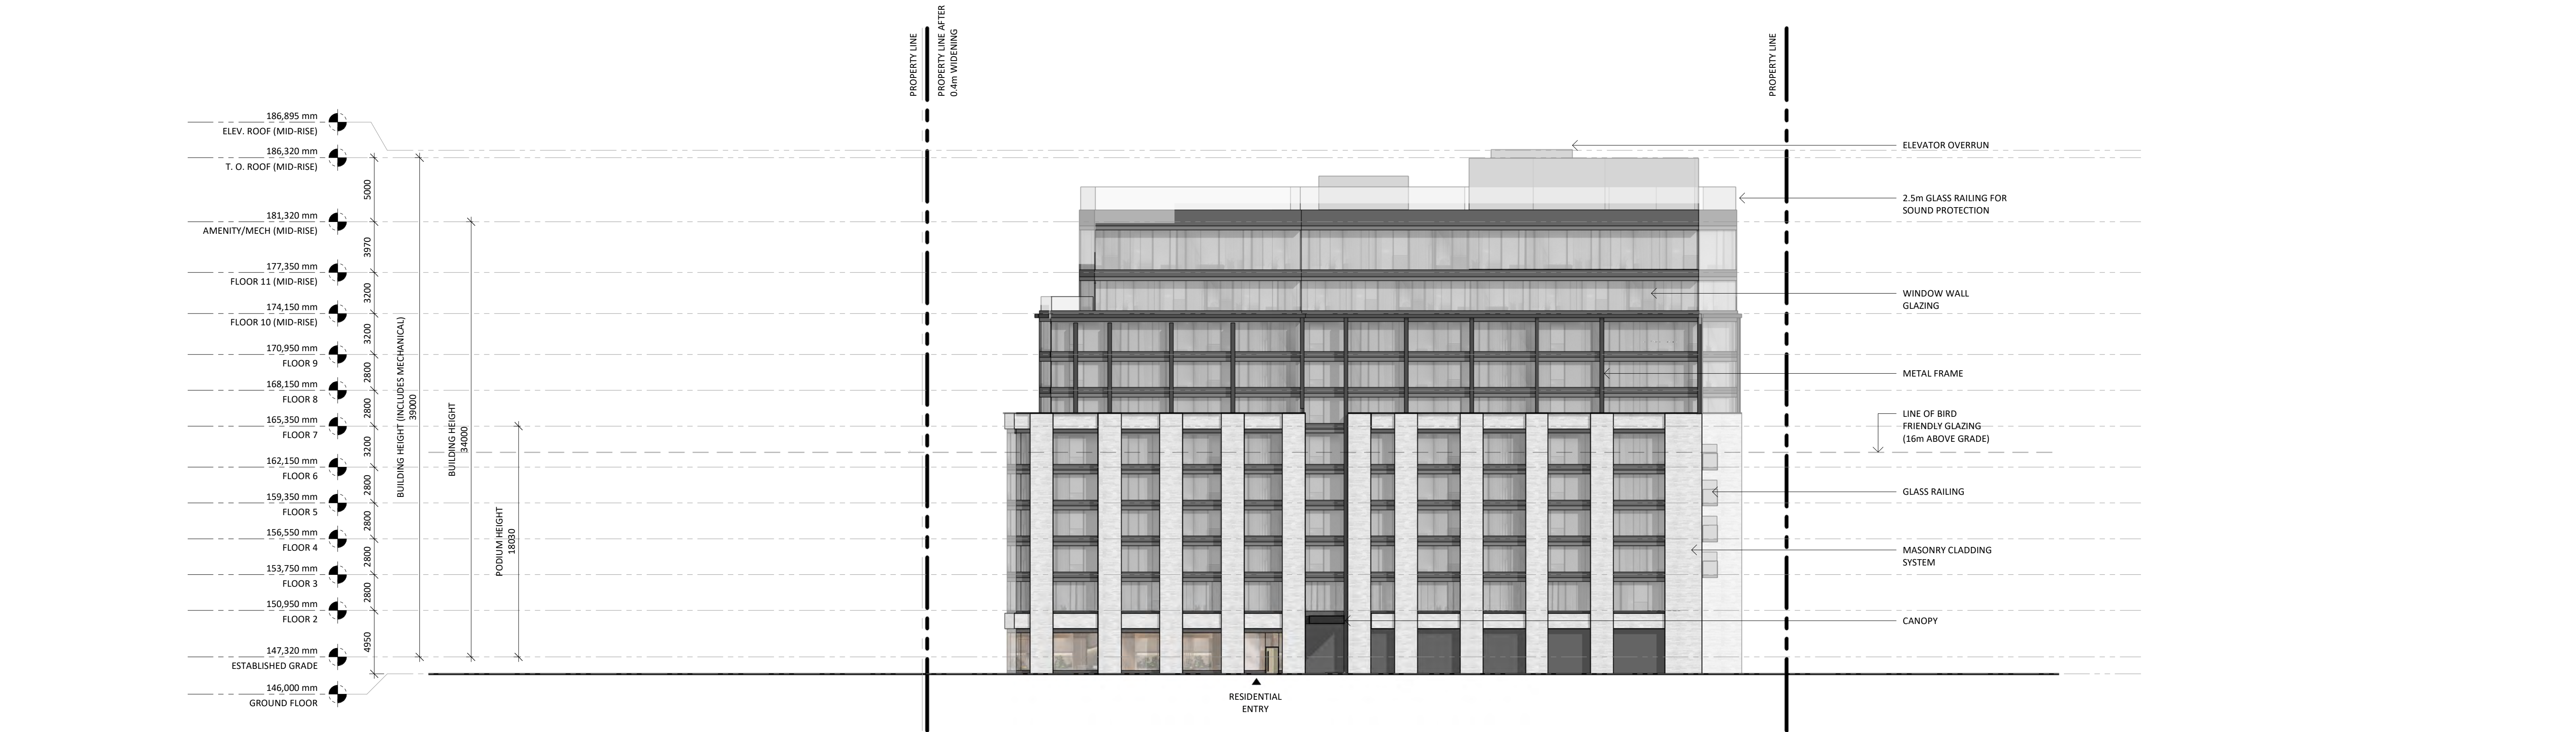 PROPERTY LINE
PROPERTY LINE AFTER
0.4m WIDENING
PROPERTY LINE
186,895 mm
ELEV. ROOF (MID-RISE)
186,320 mm
T. O. ROOF (MID-RISE)
5000
181,320 mm
AMENITY/MECH (MID-RISE)
3970
177,350 mm
FLOOR 11 (MID-RISE)
3200
174,150 mm
FLOOR 10 (MID-RISE)
3200
170,950 mm
FLOOR 9
2800
168,150 mm
FLOOR 8
2800
165,350 mm
FLOOR 7
3200
162,150 mm
FLOOR 6
2800
159,350 mm
FLOOR 5
2800
156,550 mm
FLOOR 4
2800
153,750 mm
FLOOR 3
2800
150,950 mm
FLOOR 2
4950
147,320 mm
ESTABLISHED GRADE
146,000 mm
GROUND FLOOR
BUILDING HEIGHT (INCLUDES MECHANICAL)
39000
BUILDING HEIGHT
34000
PODIUM HEIGHT
18030
RESIDENTIAL
ENTRY
ELEVATOR OVERRUN
2.5m GLASS RAILING FOR
SOUND PROTECTION
WINDOW WALL
GLAZING
METAL FRAME
LINE OF BIRD
FRIENDLY GLAZING
(16m ABOVE GRADE)
GLASS RAILING
MASONRY CLADDING
SYSTEM
CANOPY